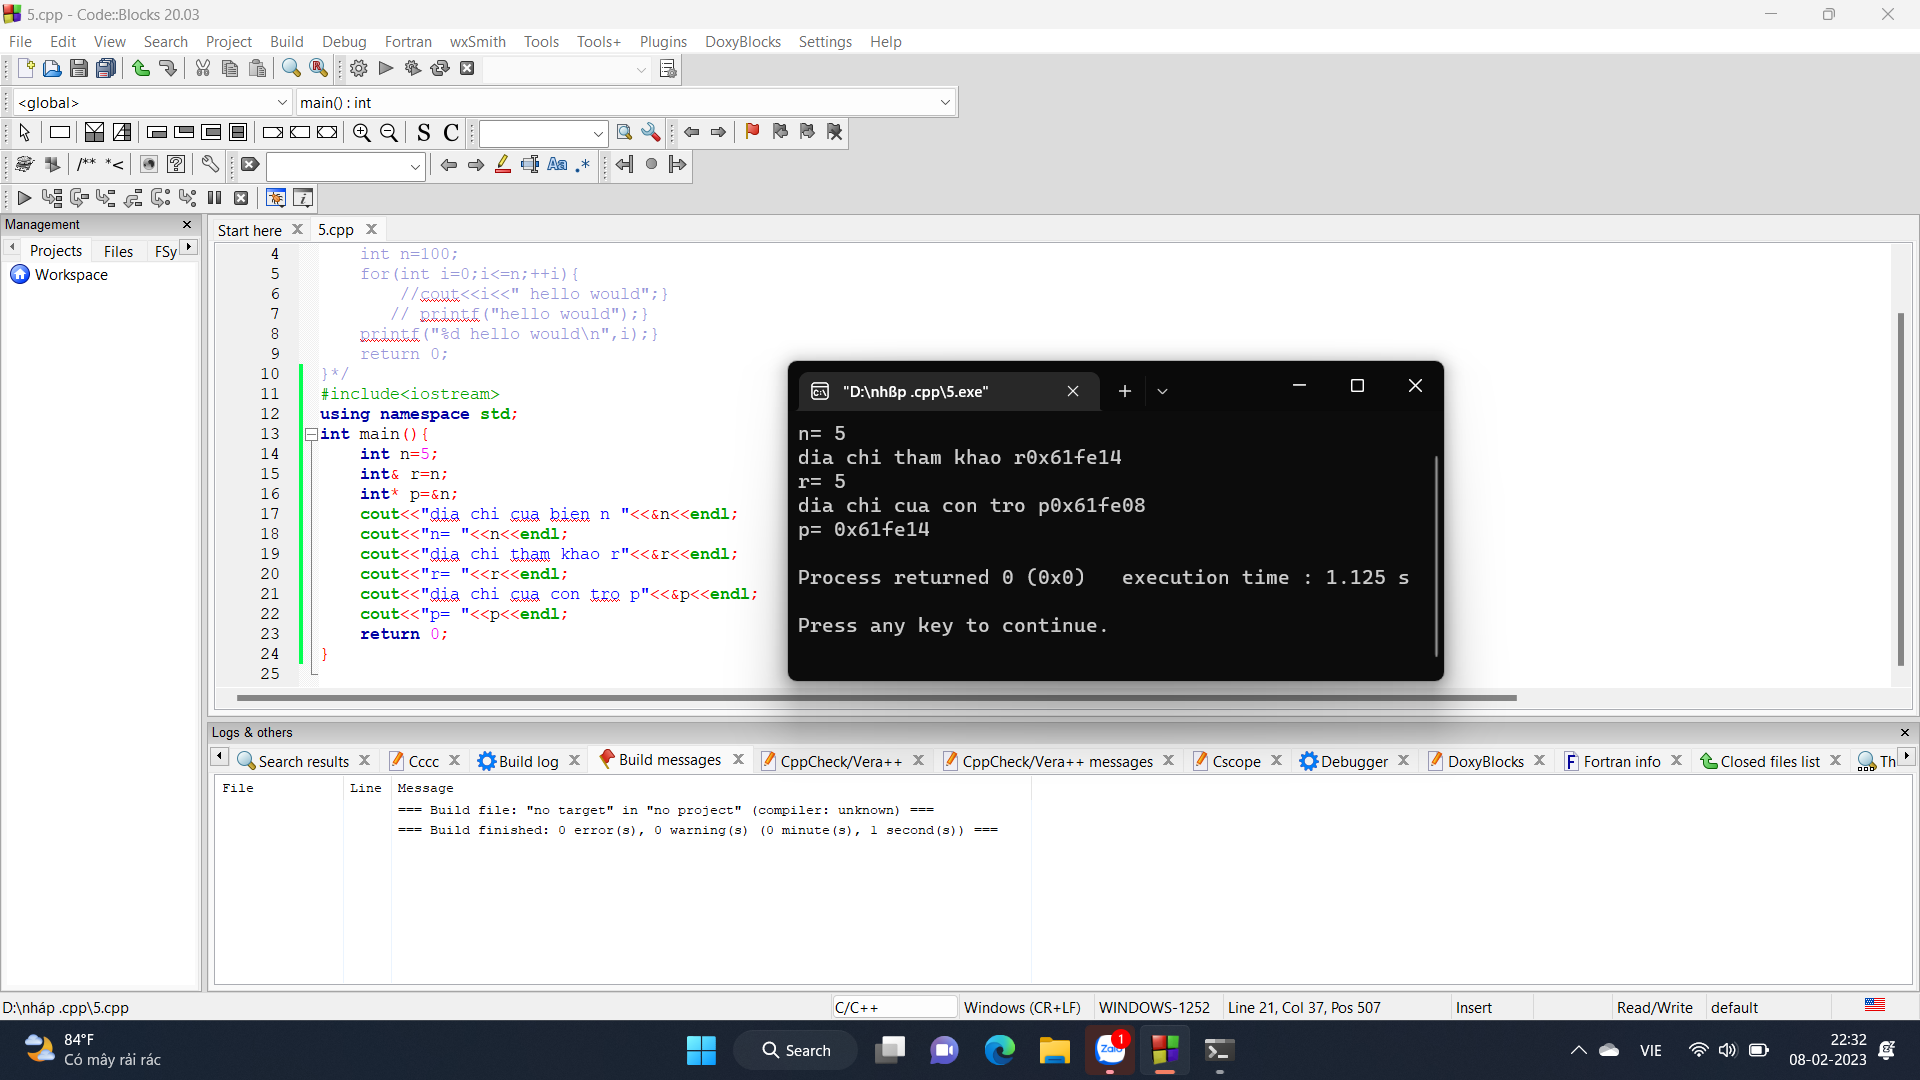 5.cpp - Code::Blocks 20.03
File Edit View Search Project Build Debug Fortran wxSmith Tools Tools+ Plugins DoxyBlocks Settings Help
<global> main() : int
S C
/** *<
Aa .*
Management
Projects Files FSy
Workspace
Start here 5.cpp
4 int n=100;
5 for(int i=0;i<=n;++i){
6 //cout<<i<<" hello would";}
7 // printf("hello would");}
8 printf("%d hello would\n",i);}
9 return 0;
10 }*/
11 #include<iostream>
12 using namespace std;
13 int main(){
14 int n=5;
15 int& r=n;
16 int* p=&n;
17 cout<<"dia chi cua bien n "<<&n<<endl;
18 cout<<"n= "<<n<<endl;
19 cout<<"dia chi tham khao r"<<&r<<endl;
20 cout<<"r= "<<r<<endl;
21 cout<<"dia chi cua con tro p"<<&p<<endl;
22 cout<<"p= "<<p<<endl;
23 return 0;
24 }
25
"D:\nhßp .cpp\5.exe"
n= 5
dia chi tham khao r0x61fe14
r= 5
dia chi cua con tro p0x61fe08
p= 0x61fe14
Process returned 0 (0x0) execution time : 1.125 s
Press any key to continue.
Logs & others
Search results Cccc Build log Build messages CppCheck/Vera++ CppCheck/Vera++ messages Cscope Debugger DoxyBlocks Fortran info Closed files list Th
File Line Message
=== Build file: "no target" in "no project" (compiler: unknown) ===
=== Build finished: 0 error(s), 0 warning(s) (0 minute(s), 1 second(s)) ===
D:\nháp .cpp\5.cpp C/C++ Windows (CR+LF) WINDOWS-1252 Line 21, Col 37, Pos 507 Insert Read/Write default
84°F
Có mây rải rác
Search
Zalo
1
VIE
22:32
08-02-2023